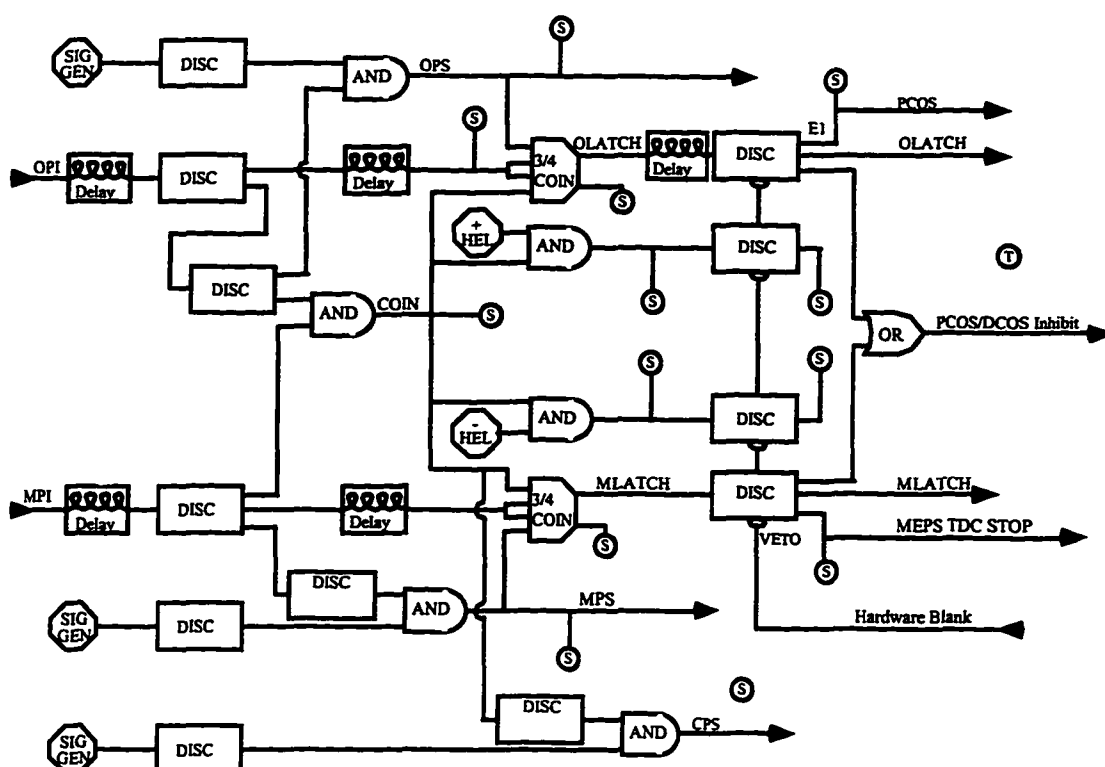 S
SIG
GEN
DISC
AND
OPS
S
S
E1
PCOS
OPI
Delay
DISC
Delay
3/4
COIN
OLATCH
Delay
DISC
OLATCH
S
+
HEL
AND
DISC
T
DISC
AND
COIN
S
S
S
OR
PCOS/DCOS Inhibit
S
S
-
HEL
AND
DISC
MPI
Delay
DISC
Delay
3/4
COIN
MLATCH
DISC
MLATCH
S
VETO
MEPS TDC STOP
S
DISC
SIG
GEN
DISC
AND
MPS
Hardware Blank
S
S
DISC
SIG
GEN
DISC
AND
CPS